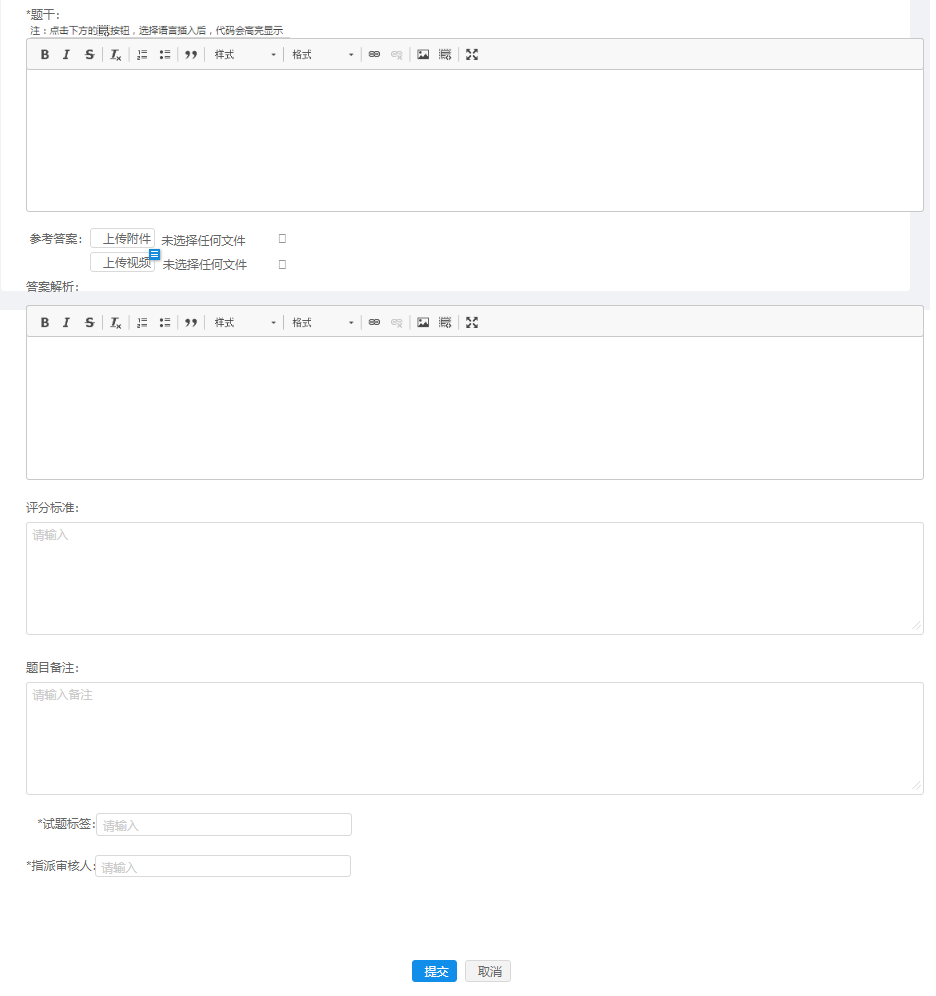 *题干:
注：点击下方的按钮，选择语言插入后，代码会高亮显示
B I S Ix 样式 格式
参考答案: 上传附件 未选择任何文件
上传视频 未选择任何文件
答案解析:
B I S Ix 样式 格式
评分标准:
请输入
题目备注:
请输入备注
*试题标签: 请输入
*指派审核人: 请输入
提交 取消